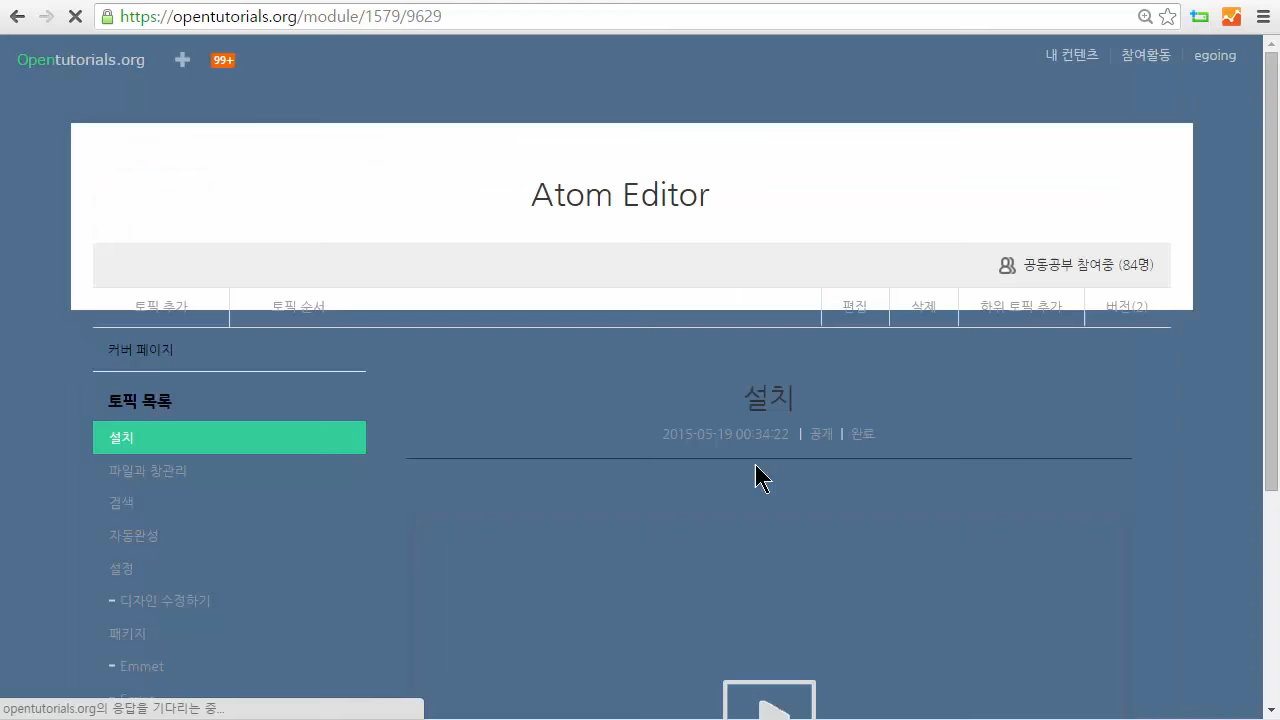 https://opentutorials.org/module/1579/9629
Opentutorials.org
99+
내 컨텐츠
참여활동
egoing
Atom Editor
공동공부 참여중 (84명)
토픽 추가
토픽 순서
편집
삭제
하위 토픽 추가
버전(2)
커버 페이지
토픽 목록
설치
파일과 창관리
검색
자동완성
설정
- 디자인 수정하기
패키지
- Emmet
설치
2015-05-19 00:34:22 | 공개 | 완료
opentutorials.org의 응답을 기다리는 중...